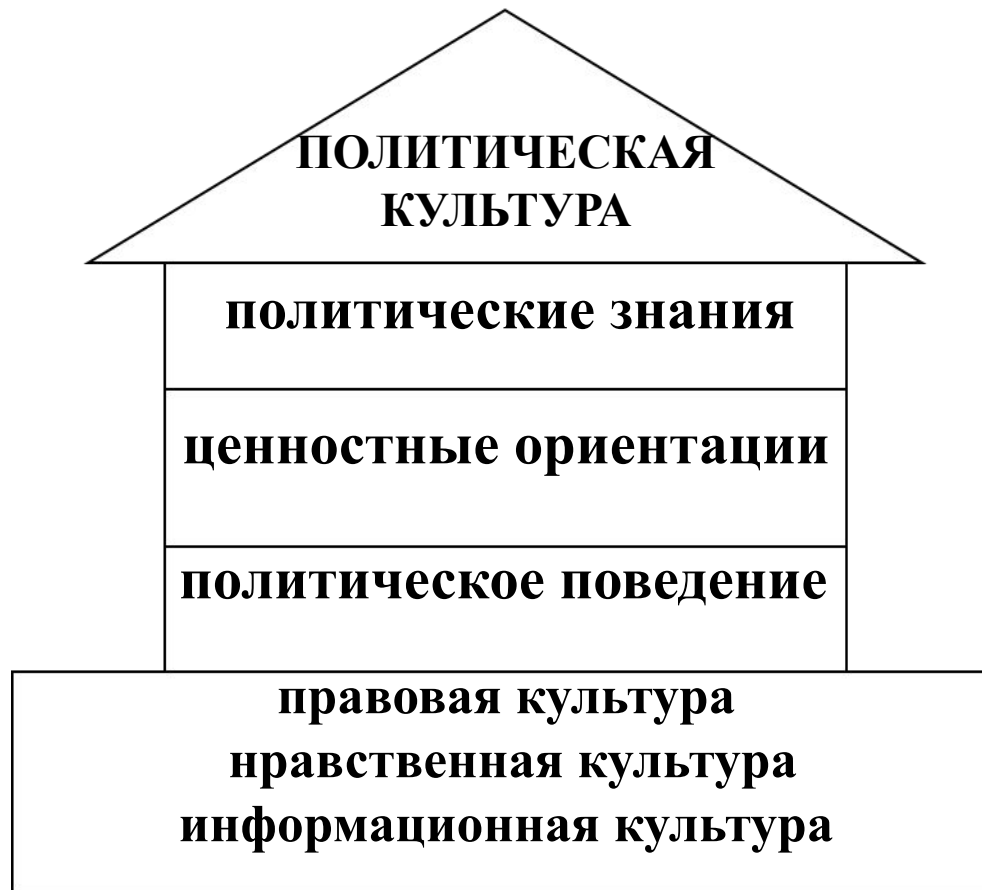 ПОЛИТИЧЕСКАЯ
КУЛЬТУРА
политические знания
ценностные ориентации
политическое поведение
правовая культура
нравственная культура
информационная культура